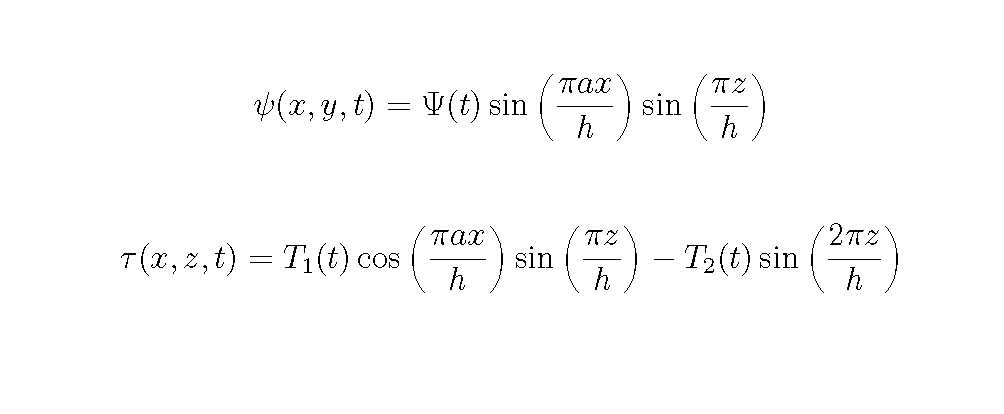 ψ(x, y, t) = Ψ(t) sin (πax/h) sin (πz/h)
τ(x, z, t) = T₁(t) cos (πax/h) sin (πz/h) − T₂(t) sin (2πz/h)